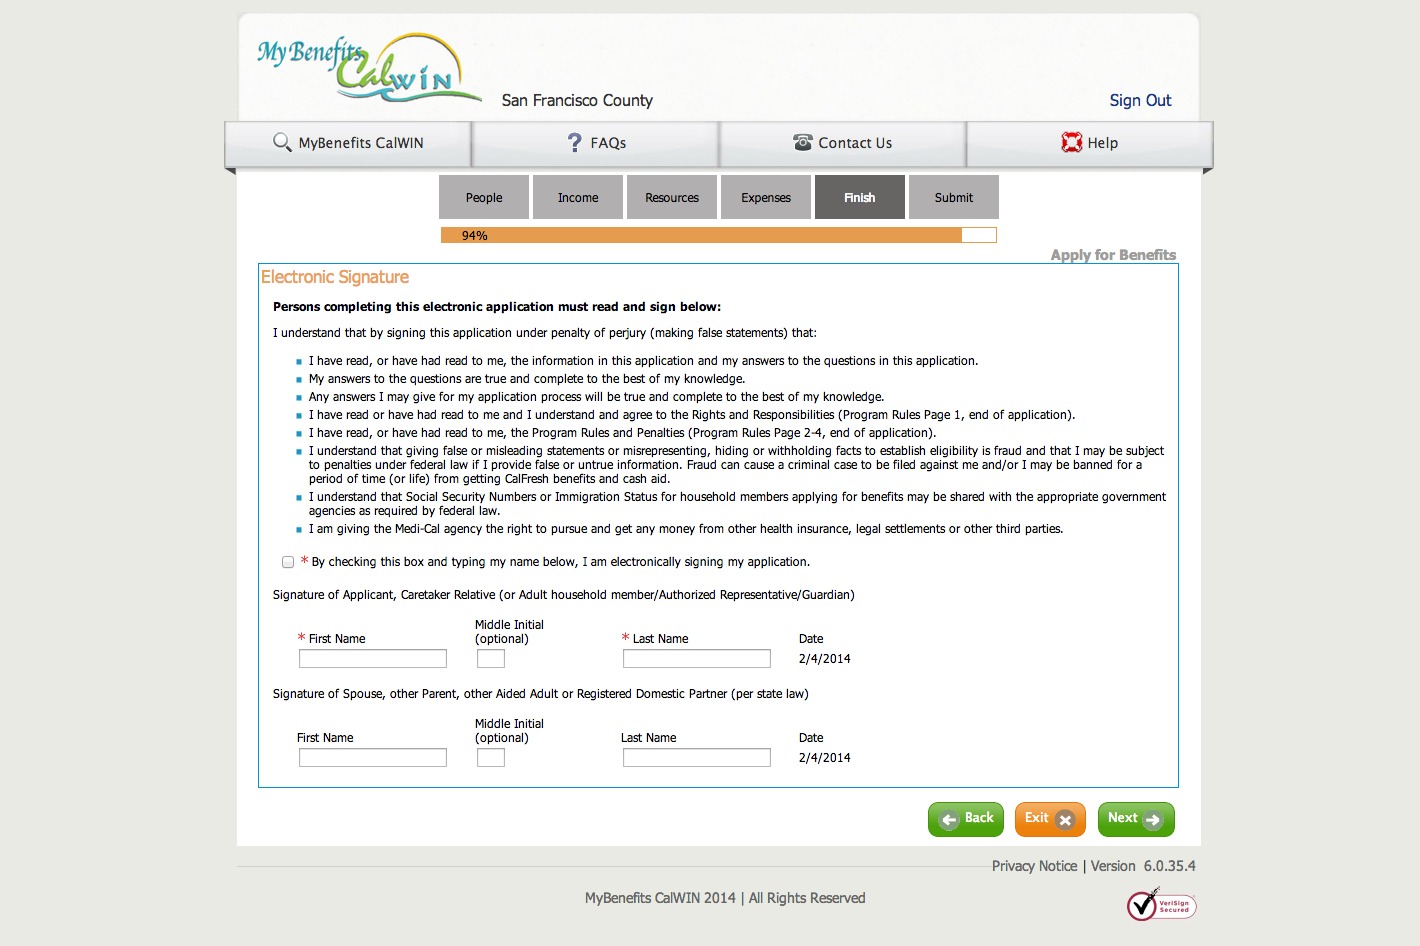 My Benefits
CalWIN
San Francisco County
Sign Out
MyBenefits CalWIN
? FAQs
Contact Us
Help
People
Income
Resources
Expenses
Finish
Submit
94%
Apply for Benefits
Electronic Signature
Persons completing this electronic application must read and sign below:
I understand that by signing this application under penalty of perjury (making false statements) that:
I have read, or have had read to me, the information in this application and my answers to the questions in this application.
My answers to the questions are true and complete to the best of my knowledge.
Any answers I may give for my application process will be true and complete to the best of my knowledge.
I have read or have had read to me and I understand and agree to the Rights and Responsibilities (Program Rules Page 1, end of application).
I have read, or have had read to me, the Program Rules and Penalties (Program Rules Page 2-4, end of application).
I understand that giving false or misleading statements or misrepresenting, hiding or withholding facts to establish eligibility is fraud and that I may be subject
to penalties under federal law if I provide false or untrue information. Fraud can cause a criminal case to be filed against me and/or I may be banned for a
period of time (or life) from getting CalFresh benefits and cash aid.
I understand that Social Security Numbers or Immigration Status for household members applying for benefits may be shared with the appropriate government
agencies as required by federal law.
I am giving the Medi-Cal agency the right to pursue and get any money from other health insurance, legal settlements or other third parties.
* By checking this box and typing my name below, I am electronically signing my application.
Signature of Applicant, Caretaker Relative (or Adult household member/Authorized Representative/Guardian)
* First Name
Middle Initial
(optional)
* Last Name
Date
2/4/2014
Signature of Spouse, other Parent, other Aided Adult or Registered Domestic Partner (per state law)
First Name
Middle Initial
(optional)
Last Name
Date
2/4/2014
Back
Exit
Next
Privacy Notice | Version 6.0.35.4
MyBenefits CalWIN 2014 | All Rights Reserved
VeriSign
Secured